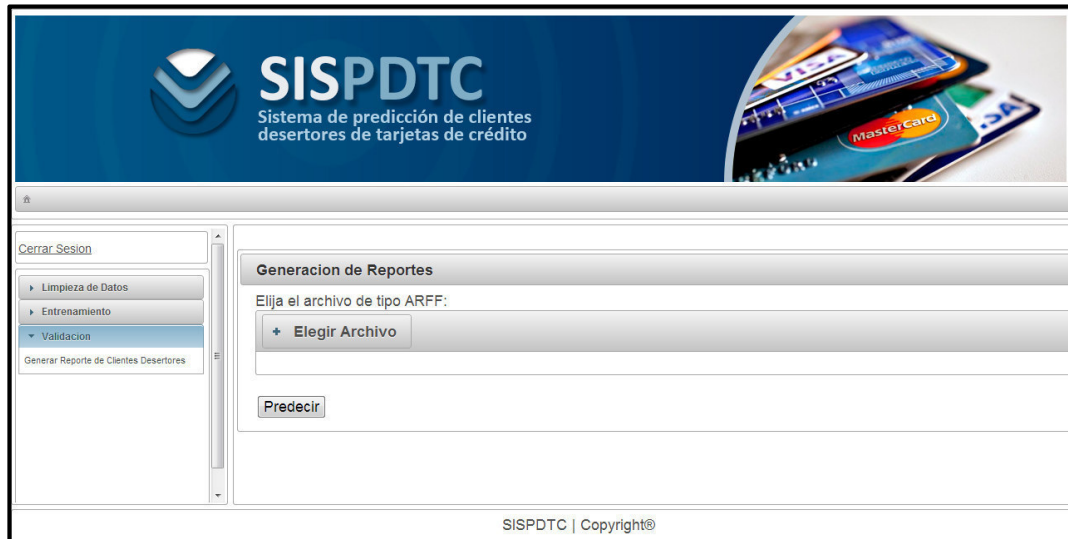 SISPDTC
Sistema de predicción de clientes
desertores de tarjetas de crédito
VISA
MasterCard
VISA
Cerrar Sesion
Limpieza de Datos
Entrenamiento
Validacion
Generar Reporte de Clientes Desertores
Generacion de Reportes
Elija el archivo de tipo ARFF:
+ Elegir Archivo
Predecir
SISPDTC | Copyright®